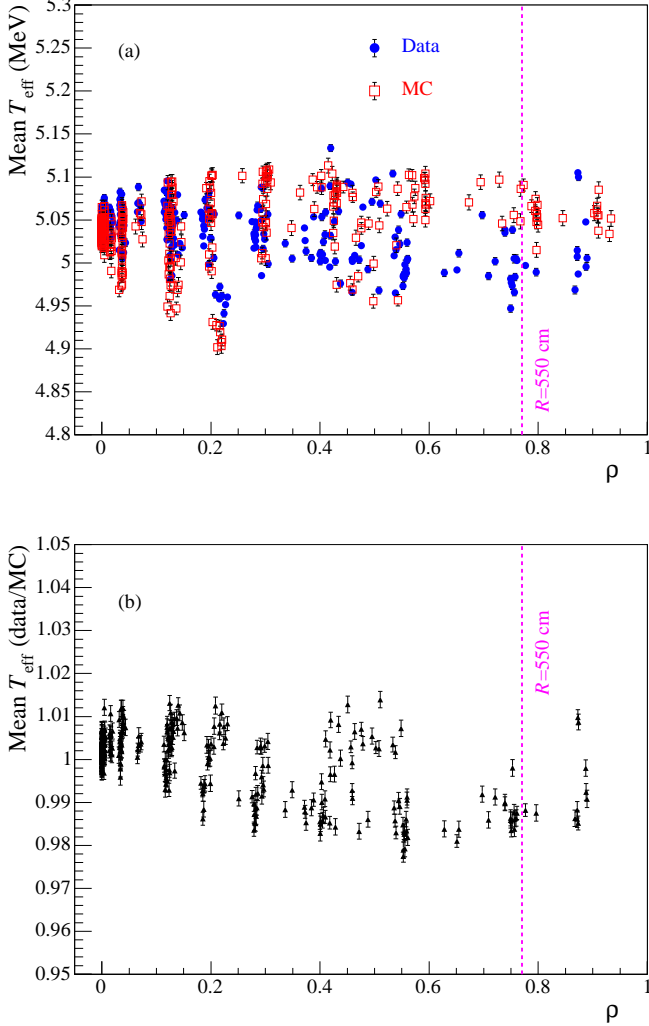 5.3
5.25
5.2
5.15
5.1
5.05
5
4.95
4.9
4.85
4.8
Mean T_eff (MeV)
(a)
Data
MC
R=550 cm
0 0.2 0.4 0.6 0.8 1
ρ
1.05
1.04
1.03
1.02
1.01
1
0.99
0.98
0.97
0.96
0.95
Mean T_eff (data/MC)
(b)
R=550 cm
0 0.2 0.4 0.6 0.8 1
ρ